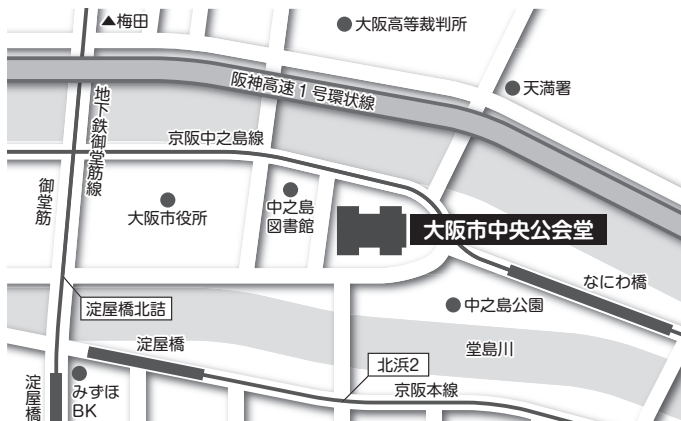 ▲梅田
大阪高等裁判所
天満署
阪神高速1号環状線
地下鉄御堂筋線
京阪中之島線
御堂筋
大阪市役所
中之島
図書館
大阪市中央公会堂
なにわ橋
淀屋橋北詰
中之島公園
堂島川
淀屋橋
北浜2
京阪本線
淀屋橋
みずほ
BK